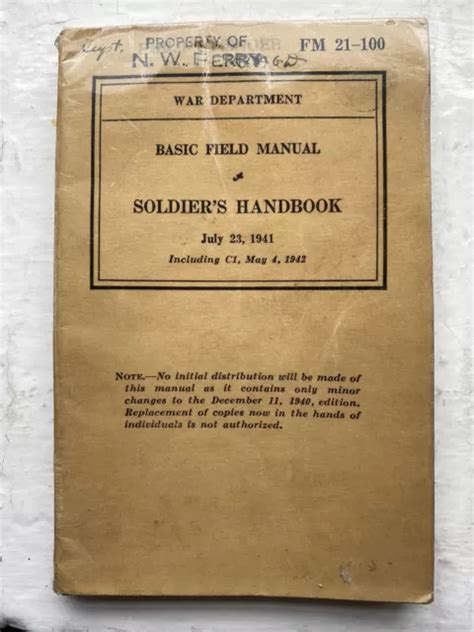 PROPERTY OF FM 21–100
N. W. FERRY
WAR DEPARTMENT
BASIC FIELD MANUAL
SOLDIER'S HANDBOOK
July 23, 1941
Including C1, May 4, 1942
NOTE.—No initial distribution will be made of
this manual as it contains only minor
changes to the December 11, 1940, edition.
Replacement of copies now in the hands of
individuals is not authorized.